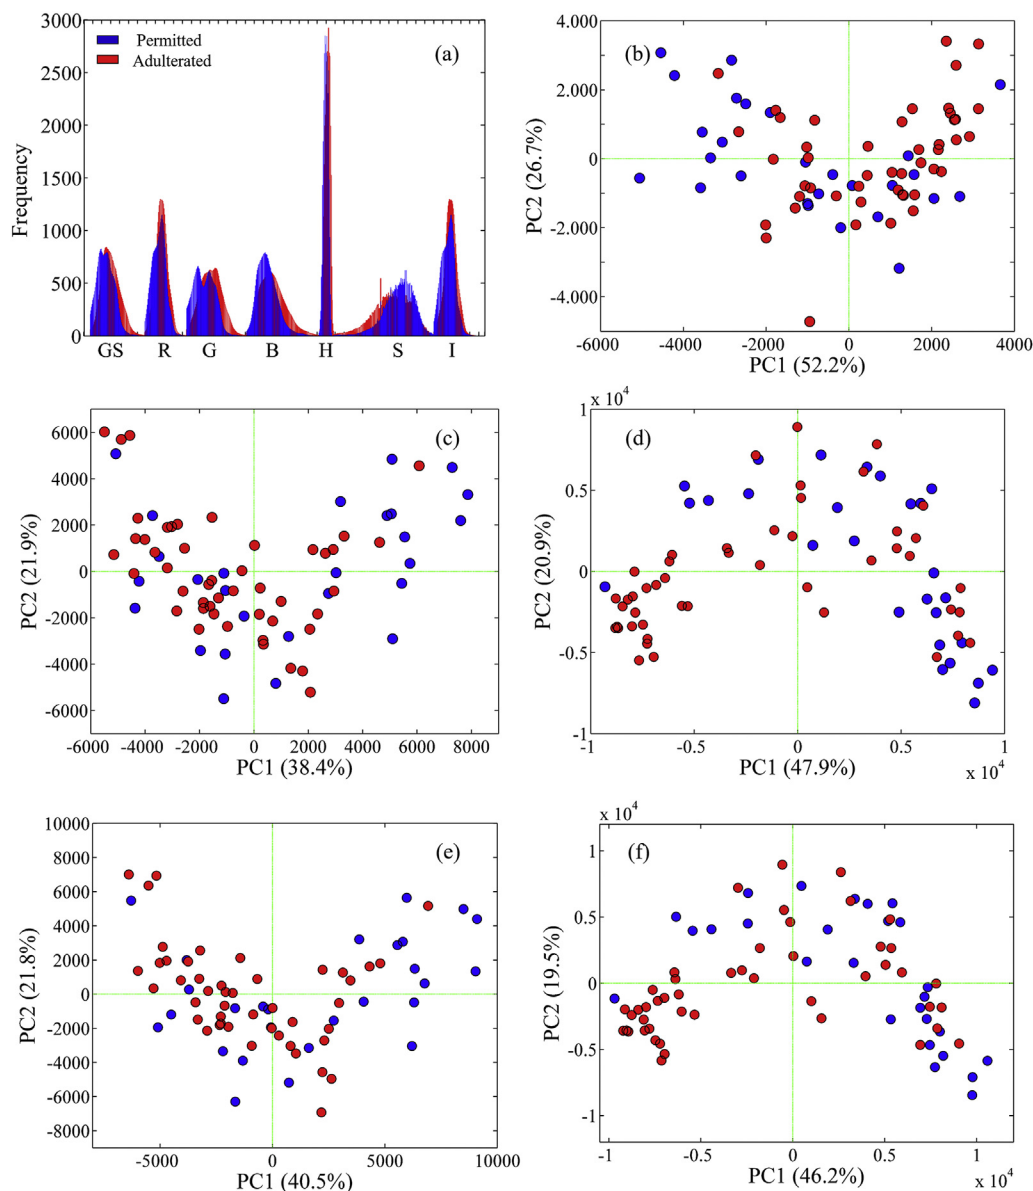 3000
2500
2000
1500
1000
500
0
Frequency
Permitted
Adulterated
(a)
GS R G B H S I
4.000
2.000
0
-2.000
-4.000
PC2 (26.7%)
(b)
-6000 -4000 -2000 0 2000 4000
PC1 (52.2%)
6000
4000
2000
0
-2000
-4000
-6000
PC2 (21.9%)
(c)
-6000 -4000 -2000 0 2000 4000 6000 8000
PC1 (38.4%)
x 10^4
1
0.5
0
-0.5
-1
PC2 (20.9%)
(d)
-1 -0.5 0 0.5 1
PC1 (47.9%)
x 10^4
10000
8000
6000
4000
2000
0
-2000
-4000
-6000
-8000
PC2 (21.8%)
(e)
-5000 0 5000 10000
PC1 (40.5%)
x 10^4
1
0.5
0
-0.5
-1
PC2 (19.5%)
(f)
-1 -0.5 0 0.5 1
PC1 (46.2%)
x 10^4